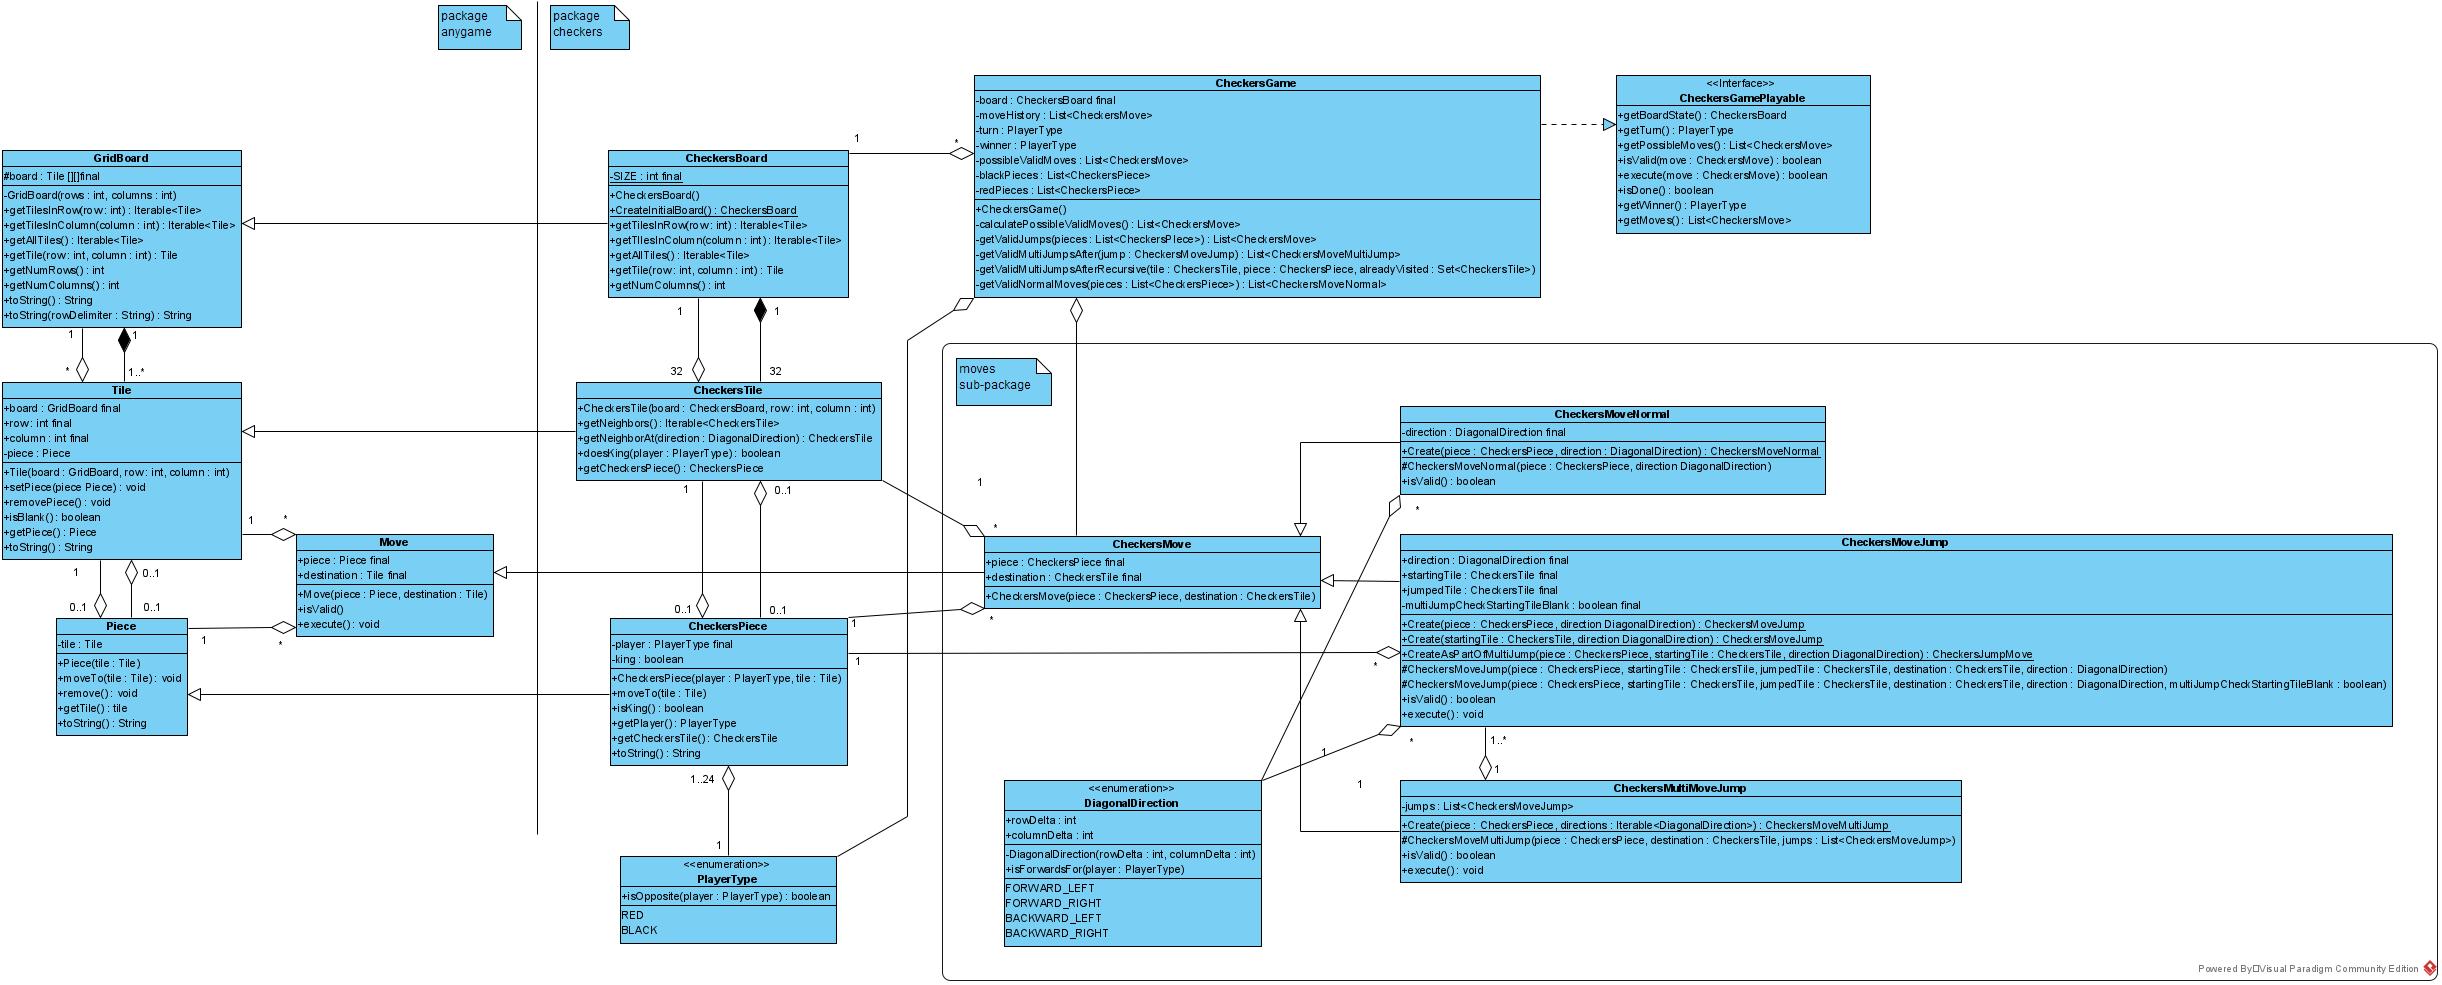 package
anygame
package
checkers
GridBoard
#board : Tile [][]final
-GridBoard(rows : int, columns : int)
+getTilesInRow(row : int) : Iterable<Tile>
+getTilesInColumn(column : int) : Iterable<Tile>
+getAllTiles() : Iterable<Tile>
+getTile(row : int, column : int) : Tile
+getNumRows() : int
+getNumColumns() : int
+toString() : String
+toString(rowDelimiter : String) : String
1
1
*
1..*
Tile
+board : GridBoard final
+row : int final
+column : int final
-piece : Piece
+Tile(board : GridBoard, row : int, column : int)
+setPiece(piece Piece) : void
+removePiece() : void
+isBlank() : boolean
+getPiece() : Piece
+toString() : String
1
*
1
0..1
0..1
0..1
Move
+piece : Piece final
+destination : Tile final
+Move(piece : Piece, destination : Tile)
+isValid()
+execute() : void
1
*
Piece
-tile : Tile
+Piece(tile : Tile)
+moveTo(tile : Tile) : void
+remove() : void
+getTile() : tile
+toString() : String
CheckersBoard
-SIZE : int final
+CheckersBoard()
+CreateInitialBoard() : CheckersBoard
+getTilesInRow(row : int) : Iterable<Tile>
+getTIlesInColumn(column : int) : Iterable<Tile>
+getAllTiles() : Iterable<Tile>
+getTile(row : int, column : int) : Tile
+getNumColumns() : int
1
*
1
1
32
32
CheckersTile
+CheckersTile(board : CheckersBoard, row : int, column : int)
+getNeighbors() : Iterable<CheckersTile>
+getNeighborAt(direction : DiagonalDirection) : CheckersTile
+doesKing(player : PlayerType) : boolean
+getCheckersPiece() : CheckersPiece
1
0..1
0..1
0..1
CheckersPiece
-player : PlayerType final
-king : boolean
+CheckersPiece(player : PlayerType, tile : Tile)
+moveTo(tile : Tile)
+isKing() : boolean
+getPlayer() : PlayerType
+getCheckersTile() : CheckersTile
+toString() : String
1..24
1
<<enumeration>>
PlayerType
+isOpposite(player : PlayerType) : boolean
RED
BLACK
CheckersGame
-board : CheckersBoard final
-moveHistory : List<CheckersMove>
-turn : PlayerType
-winner : PlayerType
-possibleValidMoves : List<CheckersMove>
-blackPieces : List<CheckersPiece>
-redPieces : List<CheckersPiece>
+CheckersGame()
-calculatePossibleValidMoves() : List<CheckersMove>
-getValidJumps(pieces : List<CheckersPIece>) : List<CheckersMove>
-getValidMultiJumpsAfter(jump : CheckersMoveJump) : List<CheckersMoveMultiJump>
-getValidMultiJumpsAfterRecursive(tile : CheckersTile, piece : CheckersPiece, alreadyVisited : Set<CheckersTile>)
-getValidNormalMoves(pieces : List<CheckersPiece>) : List<CheckersMoveNormal>
<<Interface>>
CheckersGamePlayable
+getBoardState() : CheckersBoard
+getTurn() : PlayerType
+getPossibleMoves() : List<CheckersMove>
+isValid(move : CheckersMove) : boolean
+execute(move : CheckersMove) : boolean
+isDone() : boolean
+getWinner() : PlayerType
+getMoves() : List<CheckersMove>
moves
sub-package
1
*
CheckersMove
+piece : CheckersPiece final
+destination : CheckersTile final
+CheckersMove(piece : CheckersPiece, destination : CheckersTile)
1
*
1
*
CheckersMoveNormal
-direction : DiagonalDirection final
+Create(piece : CheckersPiece, direction : DiagonalDirection) : CheckersMoveNormal
#CheckersMoveNormal(piece : CheckersPiece, direction DiagonalDirection)
+isValid() : boolean
*
CheckersMoveJump
+direction : DiagonalDirection final
+startingTile : CheckersTile final
+jumpedTile : CheckersTile final
-multiJumpCheckStartingTileBlank : boolean final
+Create(piece : CheckersPiece, direction DiagonalDirection) : CheckersMoveJump
+Create(startingTile : CheckersTile, direction DiagonalDirection) : CheckersMoveJump
+CreateAsPartOfMultiJump(piece : CheckersPiece, startingTile : CheckersTile, direction DiagonalDirection) : CheckersJumpMove
#CheckersMoveJump(piece : CheckersPiece, startingTile : CheckersTile, jumpedTile : CheckersTile, destination : CheckersTile, direction : DiagonalDirection)
#CheckersMoveJump(piece : CheckersPiece, startingTile : CheckersTile, jumpedTile : CheckersTile, destination : CheckersTile, direction : DiagonalDirection, multiJumpCheckStartingTileBlank : boolean)
+isValid() : boolean
+execute() : void
1
*
1..*
1
1
<<enumeration>>
DiagonalDirection
+rowDelta : int
+columnDelta : int
-DiagonalDirection(rowDelta : int, columnDelta : int)
+isForwardsFor(player : PlayerType)
FORWARD_LEFT
FORWARD_RIGHT
BACKWARD_LEFT
BACKWARD_RIGHT
CheckersMultiMoveJump
-jumps : List<CheckersMoveJump>
+Create(piece : CheckersPiece, directions : Iterable<DiagonalDirection>) : CheckersMoveMultiJump
#CheckersMoveMultiJump(piece : CheckersPiece, destination : CheckersTile, jumps : List<CheckersMoveJump>)
+isValid() : boolean
+execute() : void
Powered By Visual Paradigm Community Edition